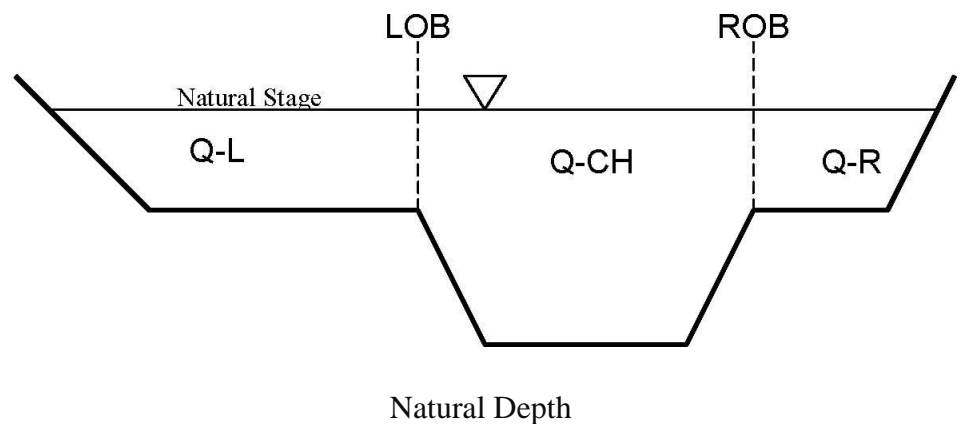 LOB ROB
Natural Stage
Q-L Q-CH Q-R
Natural Depth